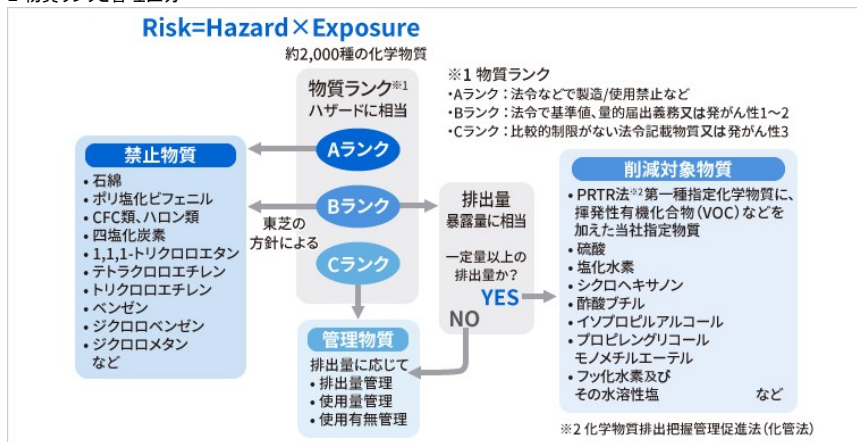 Risk=Hazard×Exposure
約2,000種の化学物質
物質ランク※1
ハザードに相当
Aランク
Bランク
Cランク
※1 物質ランク
・Aランク：法令などで製造/使用禁止など
・Bランク：法令で基準値、量的届出義務又は発がん性1～2
・Cランク：比較的制限がない法令記載物質又は発がん性3
禁止物質
• 石綿
• ポリ塩化ビフェニル
• CFC類、ハロン類
• 四塩化炭素
• 1,1,1-トリクロロエタン
• テトラクロロエチレン
• トリクロロエチレン
• ベンゼン
• ジクロロベンゼン
• ジクロロメタン
など
東芝の
方針による
排出量
暴露量に相当
一定量以上の
排出量か？
YES
NO
管理物質
排出量に応じて
• 排出量管理
• 使用量管理
• 使用有無管理
削減対象物質
• PRTR法※2第一種指定化学物質に、
揮発性有機化合物（VOC）などを
加えた当社指定物質
• 硫酸
• 塩化水素
• シクロヘキサノン
• 酢酸ブチル
• イソプロピルアルコール
• プロピレングリコール
モノメチルエーテル
• フッ化水素及び
その水溶性塩 など
※2 化学物質排出把握管理促進法（化管法）